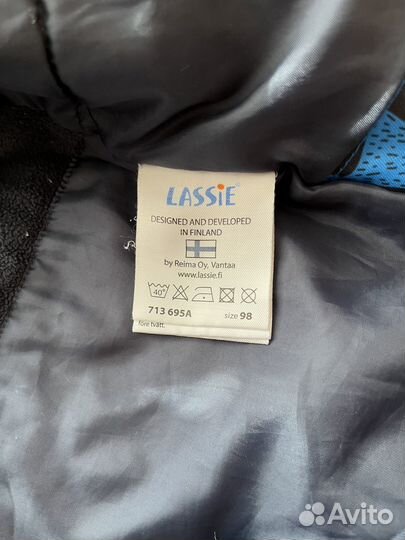 LASSIE®
DESIGNED AND DEVELOPED
IN FINLAND
by Reima Oy, Vantaa
www.lassie.fi
40°
713 695A size 98
före tvätt.
Avito